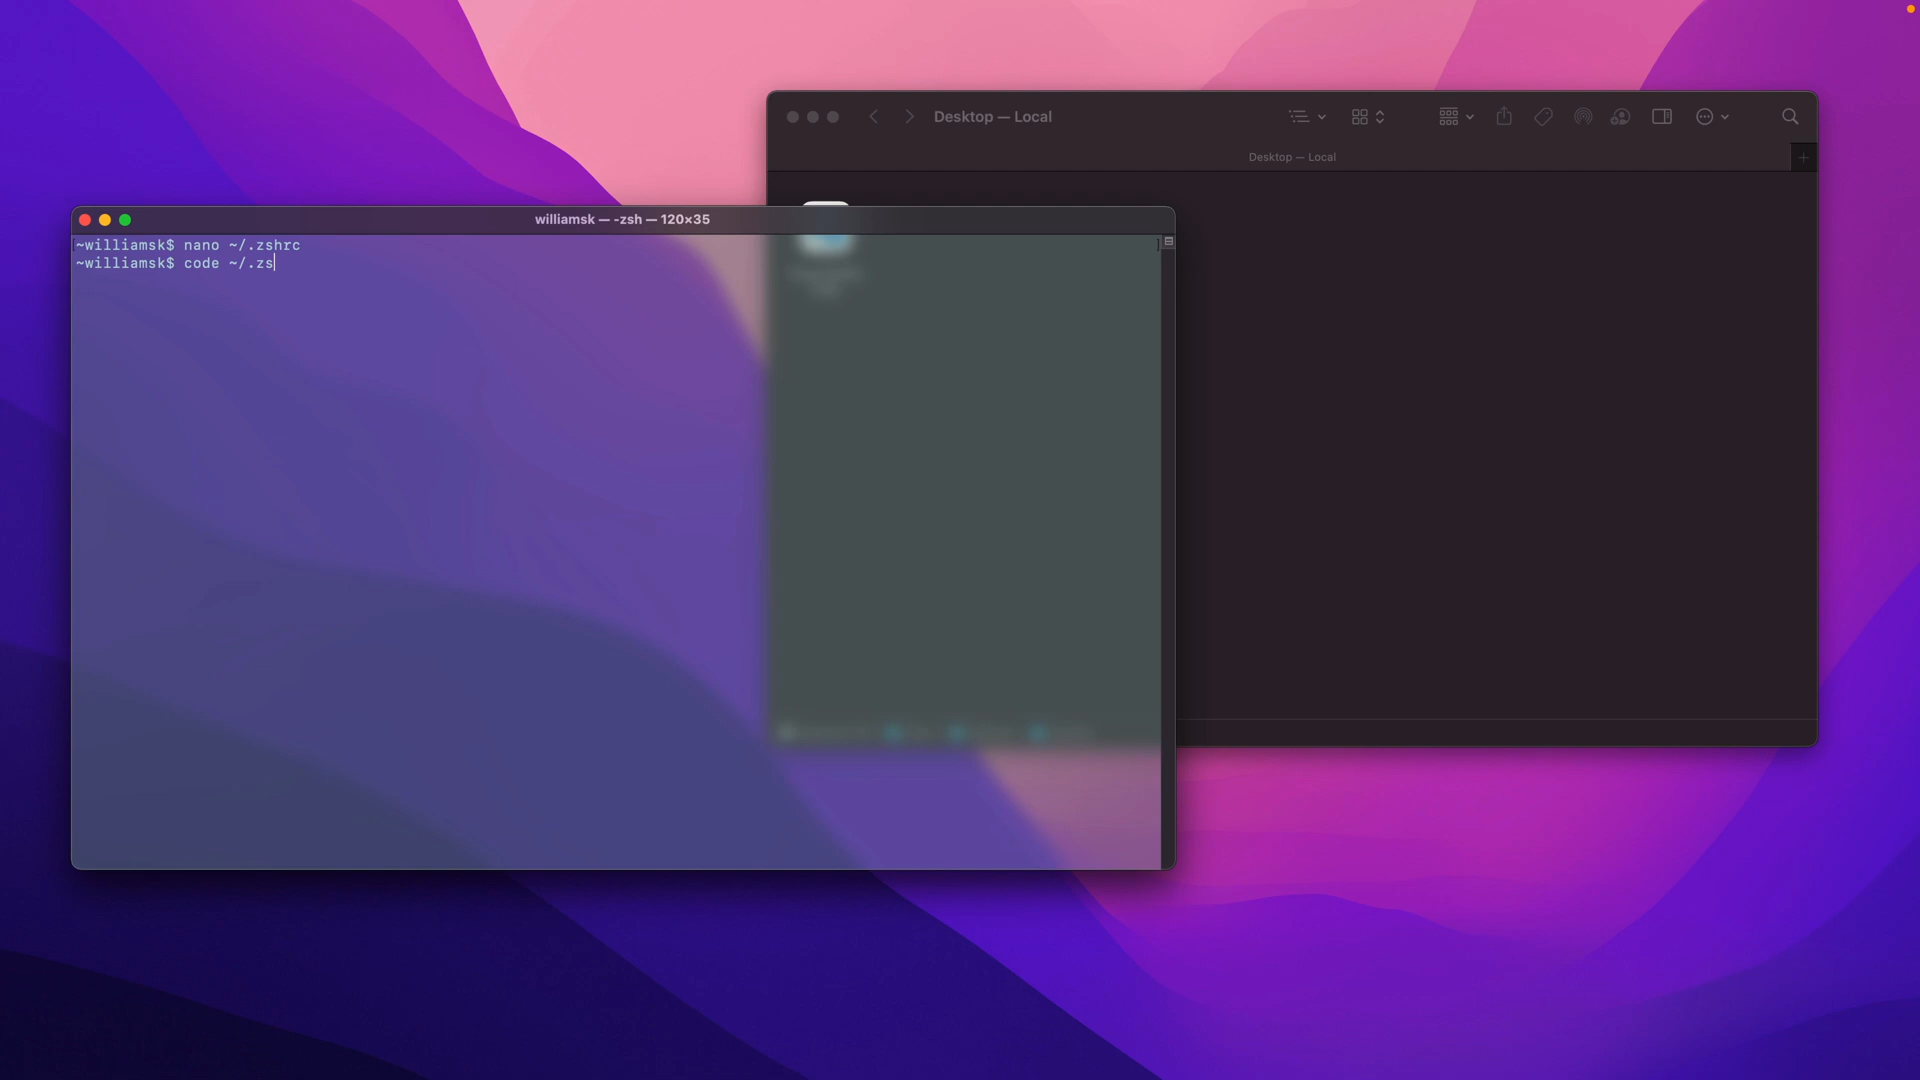 Desktop — Local
Desktop — Local
williamsk — -zsh — 120×35
~williamsk$ nano ~/.zshrc
~williamsk$ code ~/.zs